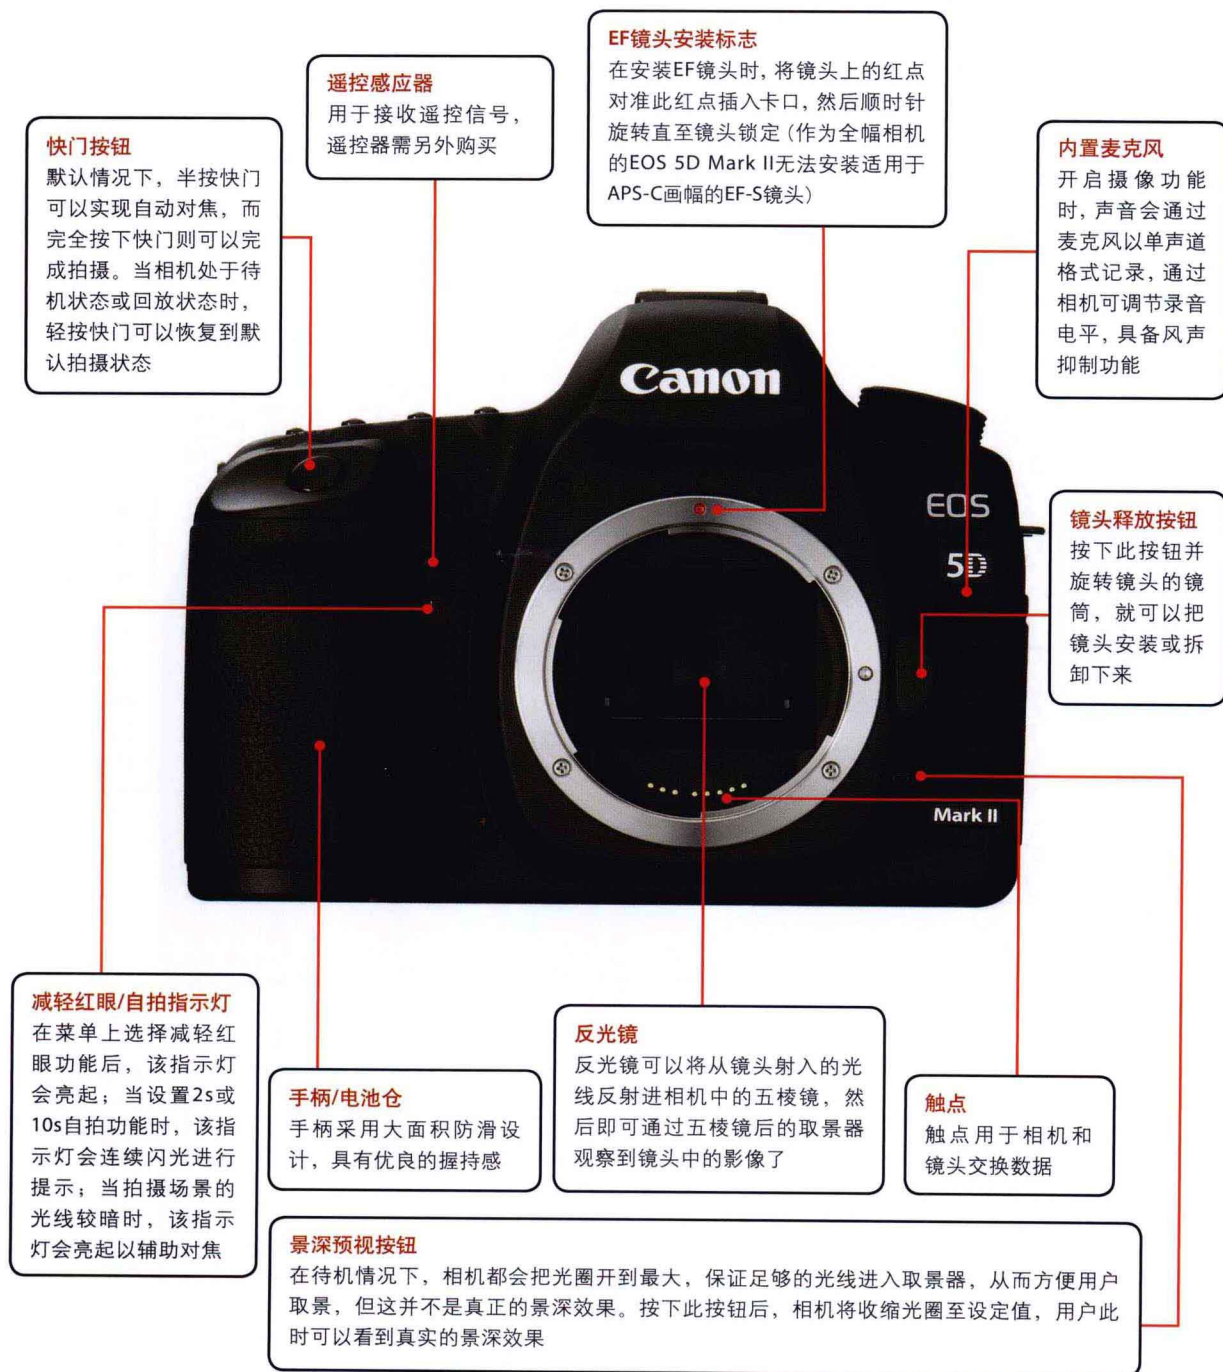 EF镜头安装标志
在安装EF镜头时，将镜头上的红点
对准此红点插入卡口，然后顺时针
旋转直至镜头锁定（作为全幅相机
的EOS 5D Mark II无法安装适用于
APS-C画幅的EF-S镜头）
遥控感应器
用于接收遥控信号，
遥控器需另外购买
快门按钮
默认情况下，半按快门
可以实现自动对焦，而
完全按下快门则可以完
成拍摄。当相机处于待
机状态或回放状态时，
轻按快门可以恢复到默
认拍摄状态
内置麦克风
开启摄像功能
时，声音会通过
麦克风以单声道
格式记录，通过
相机可调节录音
电平，具备风声
抑制功能
Canon
EOS
5D
Mark II
镜头释放按钮
按下此按钮并
旋转镜头的镜
筒，就可以把
镜头安装或拆
卸下来
减轻红眼/自拍指示灯
在菜单上选择减轻红
眼功能后，该指示灯
会亮起；当设置2s或
10s自拍功能时，该指
示灯会连续闪光进行
提示；当拍摄场景的
光线较暗时，该指示
灯会亮起以辅助对焦
手柄/电池仓
手柄采用大面积防滑设
计，具有优良的握持感
反光镜
反光镜可以将从镜头射入的光
线反射进相机中的五棱镜，然
后即可通过五棱镜后的取景器
观察到镜头中的影像了
触点
触点用于相机和
镜头交换数据
景深预视按钮
在待机情况下，相机都会把光圈开到最大，保证足够的光线进入取景器，从而方便用户
取景，但这并不是真正的景深效果。按下此按钮后，相机将收缩光圈至设定值，用户此
时可以看到真实的景深效果